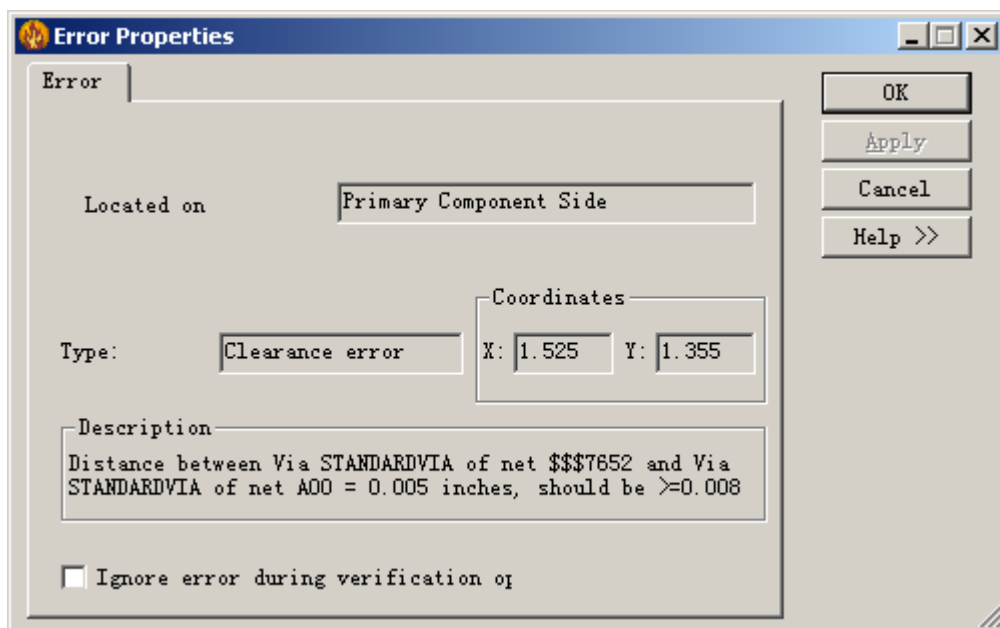 Error Properties
Error
OK
Apply
Cancel
Help >>
Located on
Primary Component Side
Coordinates
Type:
Clearance error
X: 1.525 Y: 1.355
Description
Distance between Via STANDARDVIA of net $$$7652 and Via
STANDARDVIA of net A00 = 0.005 inches, should be >=0.008
Ignore error during verification